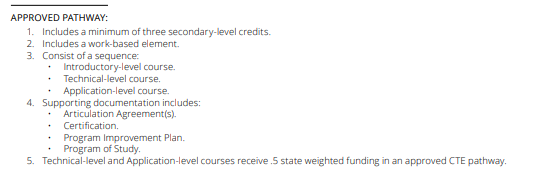 APPROVED PATHWAY:
1. Includes a minimum of three secondary-level credits.
2. Includes a work-based element.
3. Consist of a sequence:
• Introductory-level course.
• Technical-level course.
• Application-level course.
4. Supporting documentation includes:
• Articulation Agreement(s).
• Certification.
• Program Improvement Plan.
• Program of Study.
5. Technical-level and Application-level courses receive .5 state weighted funding in an approved CTE pathway.